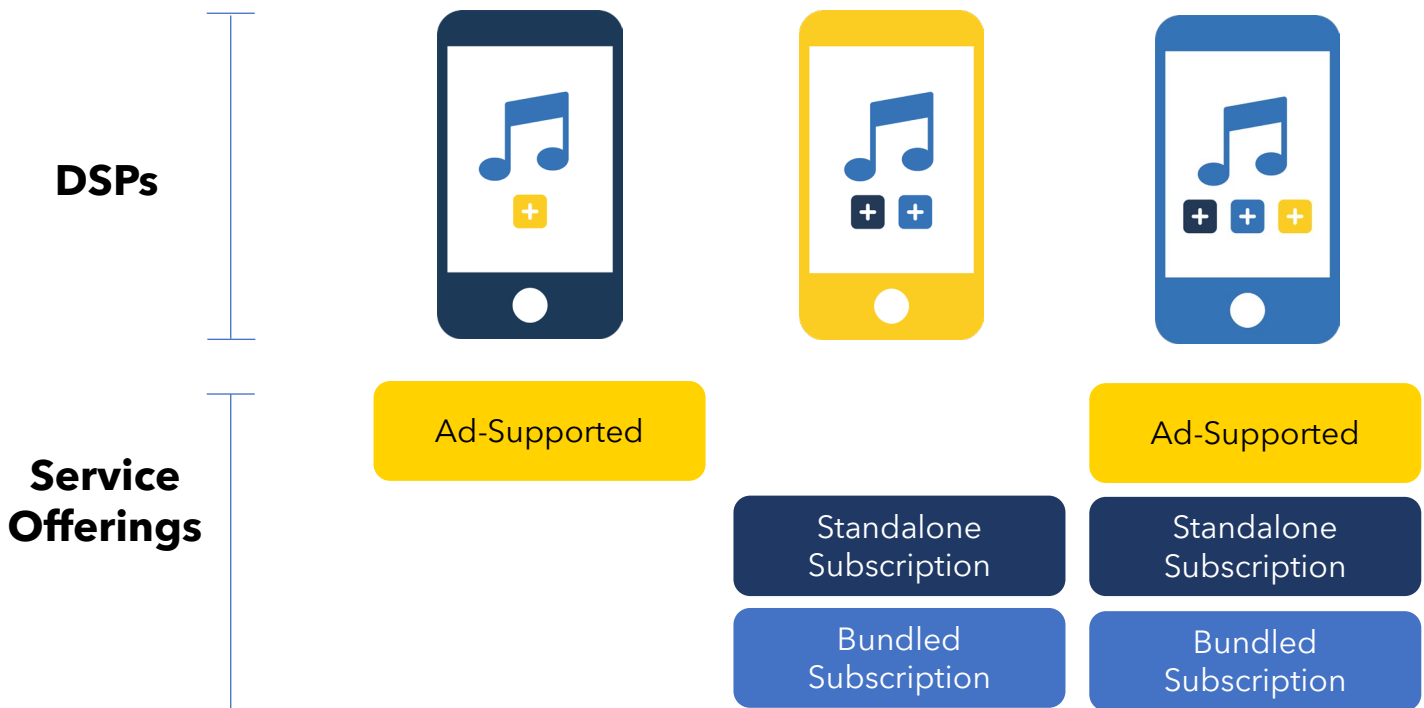 DSPs
Service
Offerings
Ad-Supported
Ad-Supported
Standalone
Subscription
Standalone
Subscription
Bundled
Subscription
Bundled
Subscription